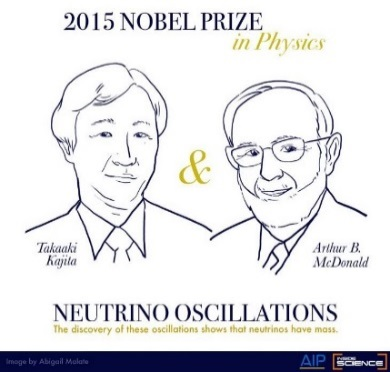 2015 NOBEL PRIZE
in Physics
&
Takaaki
Kajita
Arthur B.
McDonald
NEUTRINO OSCILLATIONS
The discovery of these oscillations shows that neutrinos have mass.
Image by Abigail Malate
AIP
INSIDE
SCIENCE